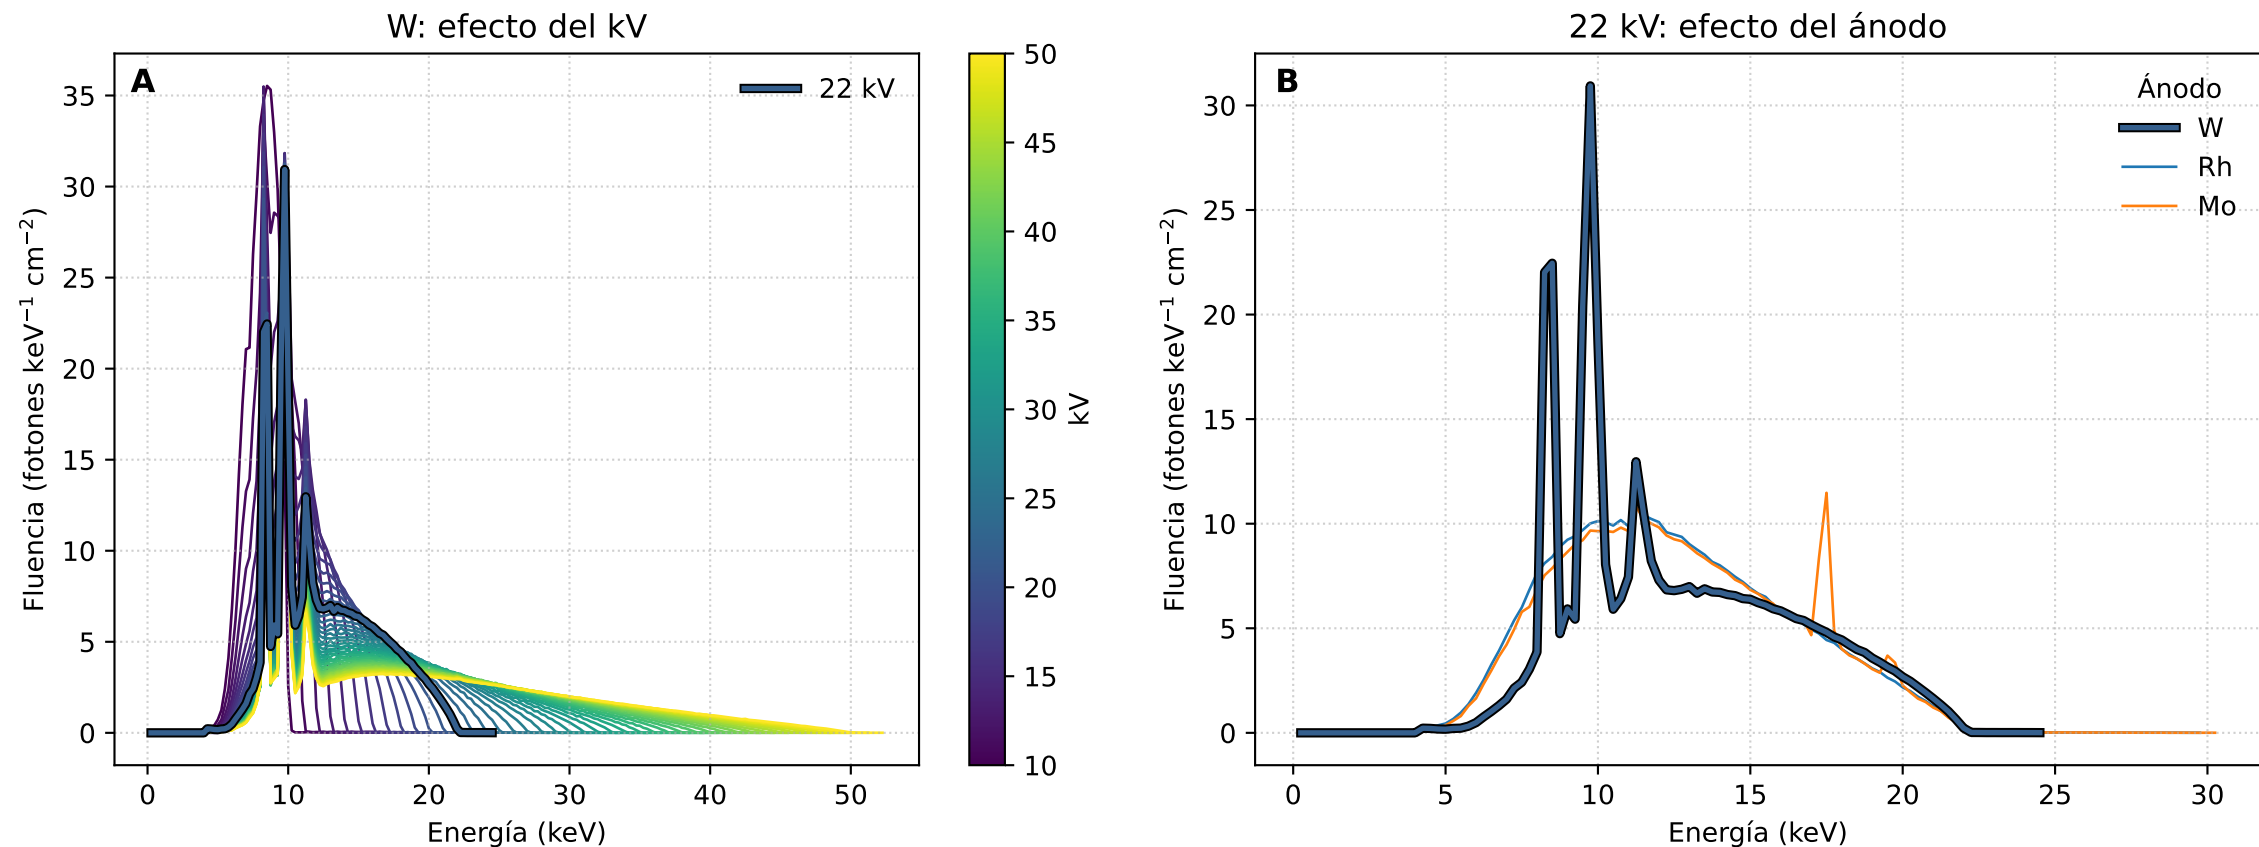 W: efecto del kV
A
22 kV
35
30
25
20
15
10
5
0
Fluencia (fotones keV⁻¹ cm⁻²)
0 10 20 30 40 50
Energía (keV)
50
45
40
35
30
25
20
15
10
kV
22 kV: efecto del ánodo
B
Ánodo
W
Rh
Mo
30
25
20
15
10
5
0
Fluencia (fotones keV⁻¹ cm⁻²)
0 5 10 15 20 25 30
Energía (keV)